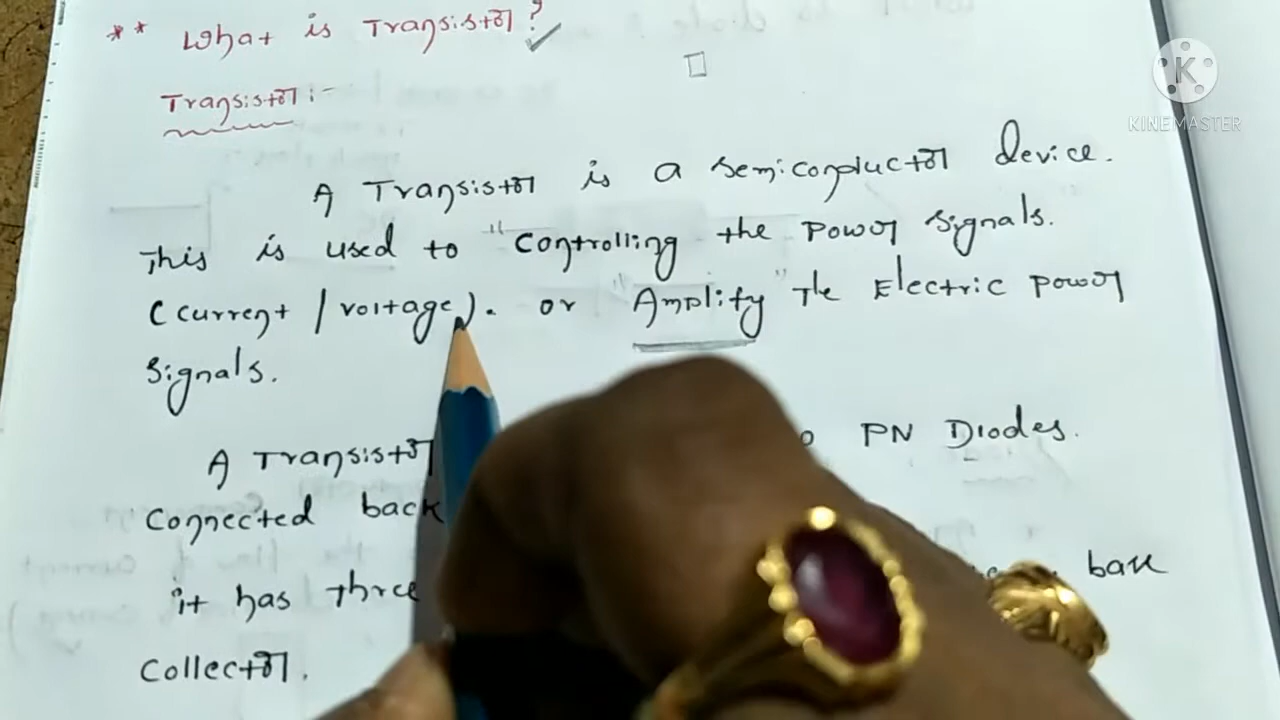 ** What is Transistor?
Transistor :-
A Transistor is a semiconductor device.
This is used to "controlling the power signals.
(current / voltage). or "Amplify" The Electric power
signals.
A Transistor PN Diodes.
Connected back
it has three base
Collector.
K
KINEMASTER